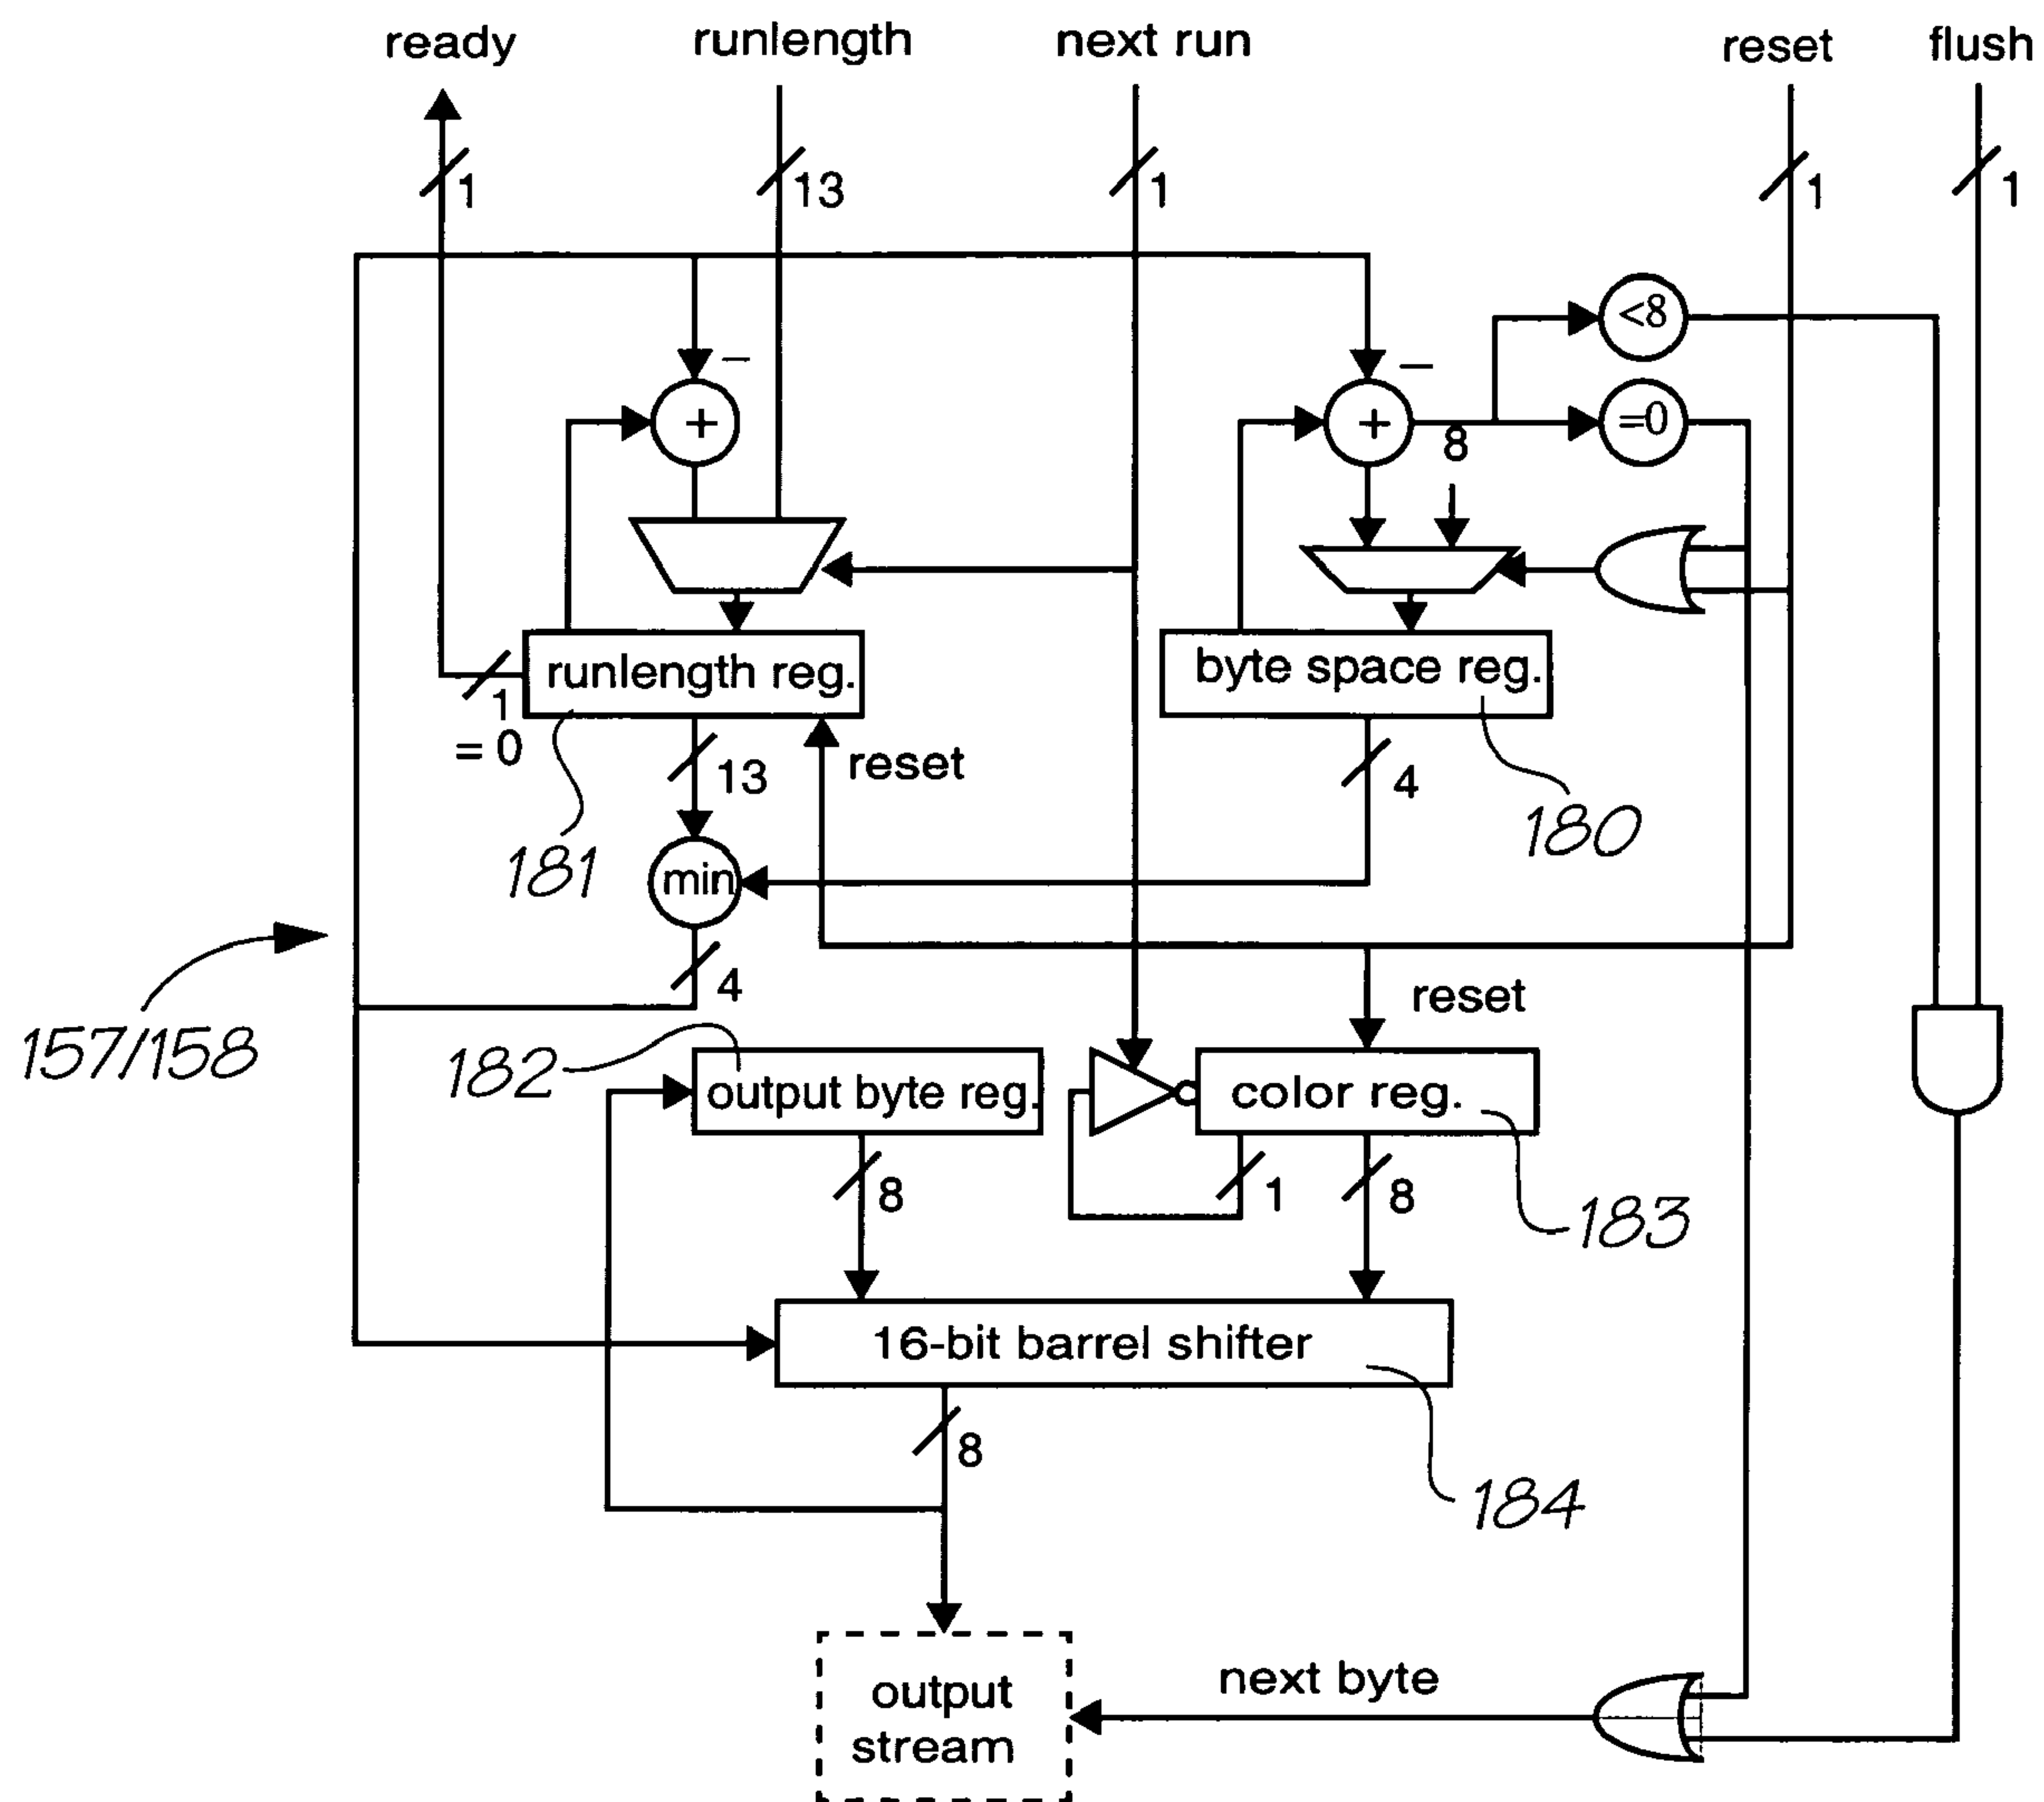 ready
runlength
next run
reset
flush
1
13
1
1
1
<8
–
–
+
+
8
=0
runlength reg.
byte space reg.
1
= 0
13
reset
4
180
181
min
4
reset
157/158
182
output byte reg.
color reg.
8
1
8
183
16-bit barrel shifter
8
184
next byte
output
stream